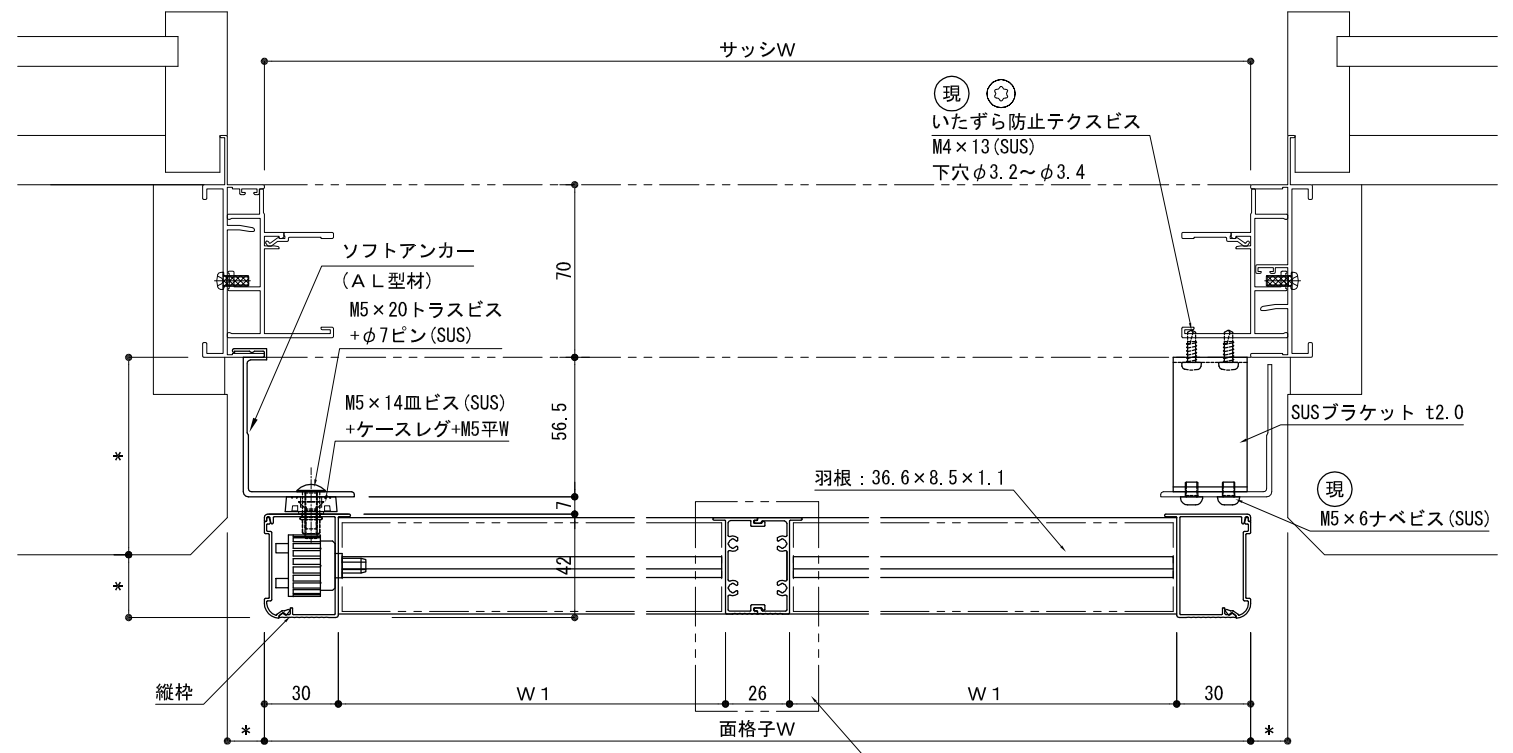 サッシW
現
いたずら防止テクスビス
M4×13(SUS)
下穴φ3.2～φ3.4
ソフトアンカー
(AL型材)
M5×20トラスビス
+φ7ピン(SUS)
70
M5×14皿ビス(SUS)
+ケースレグ+M5平W
56.5
SUSブラケット t2.0
*
羽根：36.6×8.5×1.1
現
M5×6ナベビス(SUS)
7
42
*
縦枠
30
W1
26
W1
30
*
面格子W
*